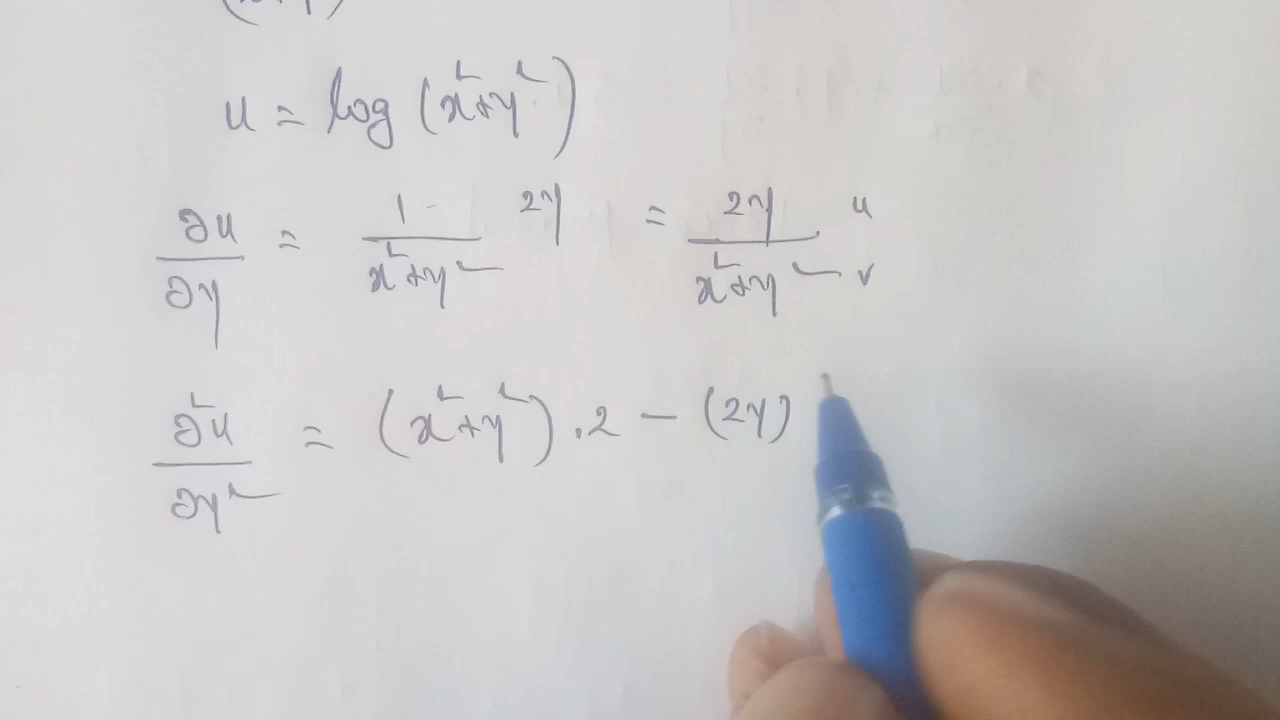 u = log (x²+y²)
∂u/∂y = 1/(x²+y²) 2y = 2y/(x²+y²) u v
∂²u/∂y² = (x²+y²).2 - (2y)